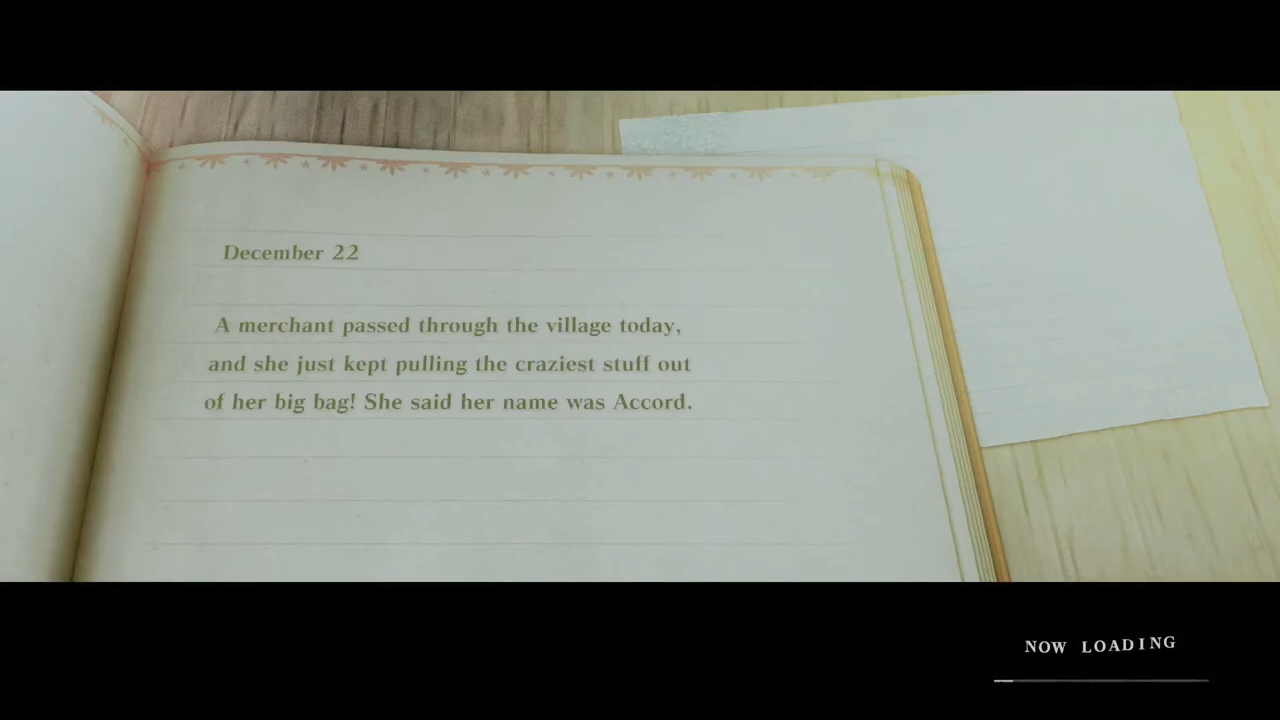 December 22
A merchant passed through the village today,
and she just kept pulling the craziest stuff out
of her big bag! She said her name was Accord.
NOW LOADING